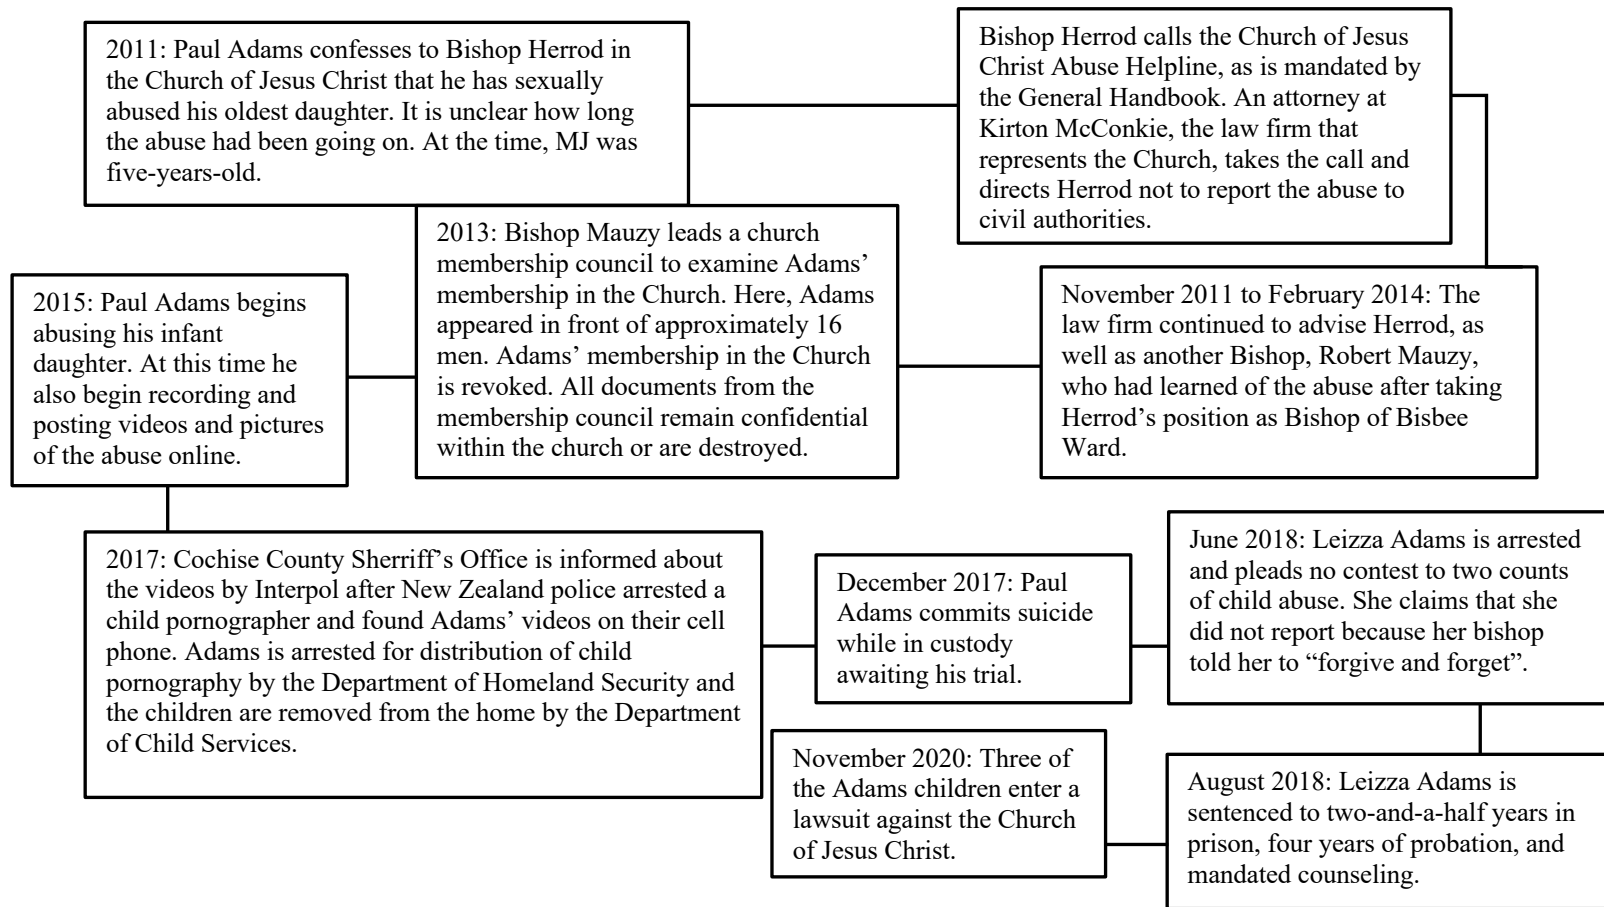 2011: Paul Adams confesses to Bishop Herrod in
the Church of Jesus Christ that he has sexually
abused his oldest daughter. It is unclear how long
the abuse had been going on. At the time, MJ was
five-years-old.
Bishop Herrod calls the Church of Jesus
Christ Abuse Helpline, as is mandated by
the General Handbook. An attorney at
Kirton McConkie, the law firm that
represents the Church, takes the call and
directs Herrod not to report the abuse to
civil authorities.
November 2011 to February 2014: The
law firm continued to advise Herrod, as
well as another Bishop, Robert Mauzy,
who had learned of the abuse after taking
Herrod’s position as Bishop of Bisbee
Ward.
2013: Bishop Mauzy leads a church
membership council to examine Adams’
membership in the Church. Here, Adams
appeared in front of approximately 16
men. Adams’ membership in the Church
is revoked. All documents from the
membership council remain confidential
within the church or are destroyed.
2015: Paul Adams begins
abusing his infant
daughter. At this time he
also begin recording and
posting videos and pictures
of the abuse online.
2017: Cochise County Sherriff’s Office is informed about
the videos by Interpol after New Zealand police arrested a
child pornographer and found Adams’ videos on their cell
phone. Adams is arrested for distribution of child
pornography by the Department of Homeland Security and
the children are removed from the home by the Department
of Child Services.
December 2017: Paul
Adams commits suicide
while in custody
awaiting his trial.
June 2018: Leizza Adams is arrested
and pleads no contest to two counts
of child abuse. She claims that she
did not report because her bishop
told her to “forgive and forget”.
August 2018: Leizza Adams is
sentenced to two-and-a-half years in
prison, four years of probation, and
mandated counseling.
November 2020: Three of
the Adams children enter a
lawsuit against the Church
of Jesus Christ.